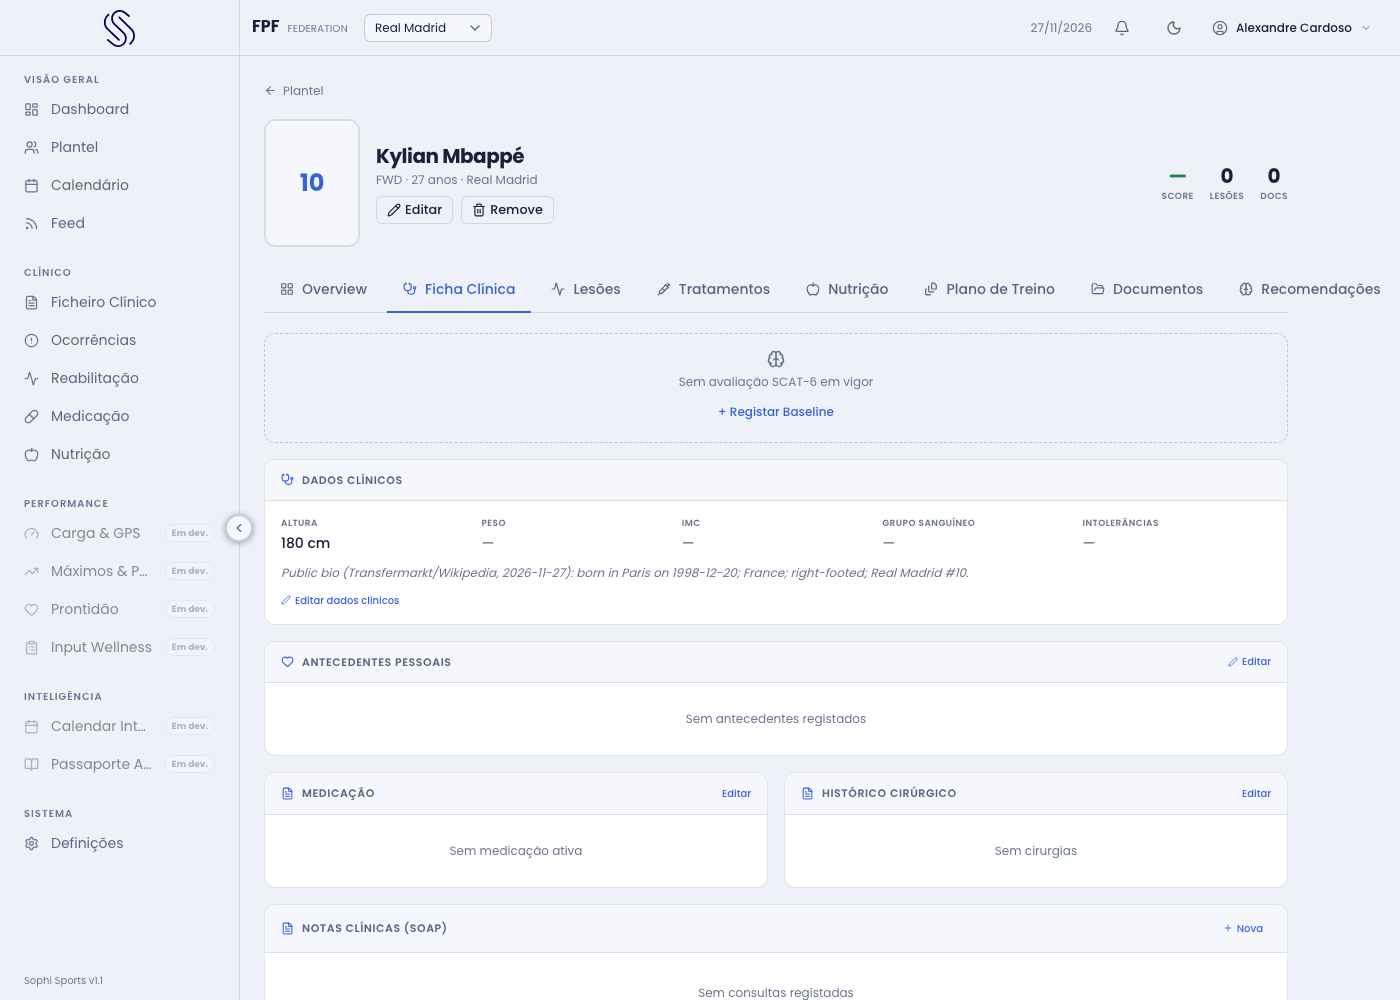 FPF FEDERATION Real Madrid 27/11/2026 Alexandre Cardoso
VISÃO GERAL
Dashboard
Plantel
Calendário
Feed
CLÍNICO
Ficheiro Clínico
Ocorrências
Reabilitação
Medicação
Nutrição
PERFORMANCE
Carga & GPS Em dev.
Máximos & P... Em dev.
Prontidão Em dev.
Input Wellness Em dev.
INTELIGÊNCIA
Calendar Int... Em dev.
Passaporte A... Em dev.
SISTEMA
Definições
Sophi Sports v1.1
Plantel
10
Kylian Mbappé
FWD · 27 anos · Real Madrid
Editar Remove
— 0 0
SCORE LESÕES DOCS
Overview Ficha Clínica Lesões Tratamentos Nutrição Plano de Treino Documentos Recomendações
Sem avaliação SCAT-6 em vigor
+ Registar Baseline
DADOS CLÍNICOS
ALTURA PESO IMC GRUPO SANGUÍNEO INTOLERÂNCIAS
180 cm — — — —
Public bio (Transfermarkt/Wikipedia, 2026-11-27): born in Paris on 1998-12-20; France; right-footed; Real Madrid #10.
Editar dados clínicos
ANTECEDENTES PESSOAIS Editar
Sem antecedentes registados
MEDICAÇÃO Editar
Sem medicação ativa
HISTÓRICO CIRÚRGICO Editar
Sem cirurgias
NOTAS CLÍNICAS (SOAP) + Nova
Sem consultas registadas